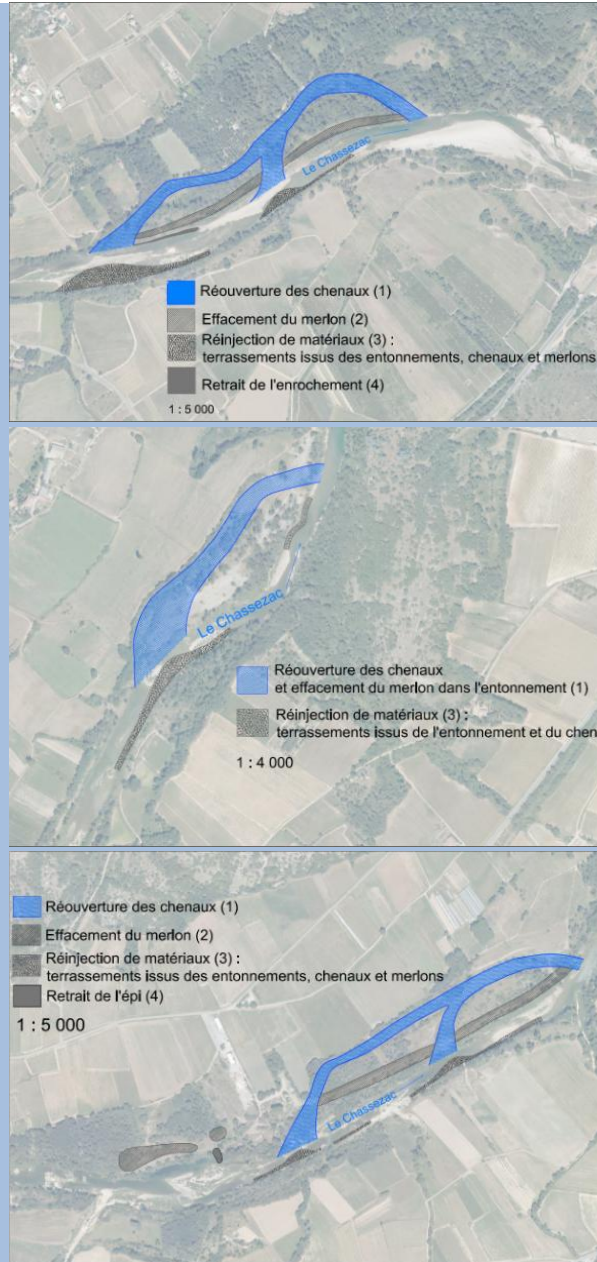 Le Chassezac
Réouverture des chenaux (1)
Effacement du merlon (2)
Réinjection de matériaux (3) :
terrassements issus des entonnements, chenaux et merlons
Retrait de l'enrochement (4)
1 : 5 000
Le Chassezac
Réouverture des chenaux
et effacement du merlon dans l'entonnement (1)
Réinjection de matériaux (3) :
terrassements issus de l'entonnement et du chen
1 : 4 000
Réouverture des chenaux (1)
Effacement du merlon (2)
Réinjection de matériaux (3) :
terrassements issus des entonnements, chenaux et merlons
Retrait de l'épi (4)
1 : 5 000
Le Chassezac